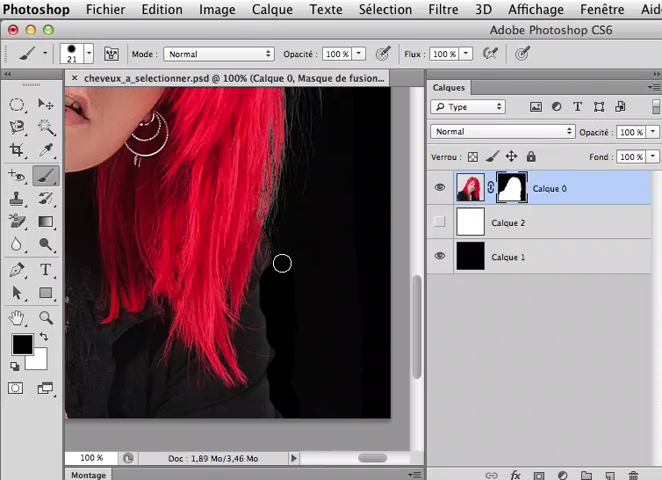 Photoshop Fichier Edition Image Calque Texte Sélection Filtre 3D Affichage Fenêtre
Adobe Photoshop CS6
21 Mode : Normal Opacité : 100 % Flux : 100 %
× cheveux_a_selectionner.psd @ 100% (Calque 0, Masque de fusion...
Calques
Type
Normal Opacité : 100 %
Verrou : Fond : 100 %
Calque 0
Calque 2
Calque 1
100 % Doc : 1,89 Mo/3,46 Mo
Montage
fx